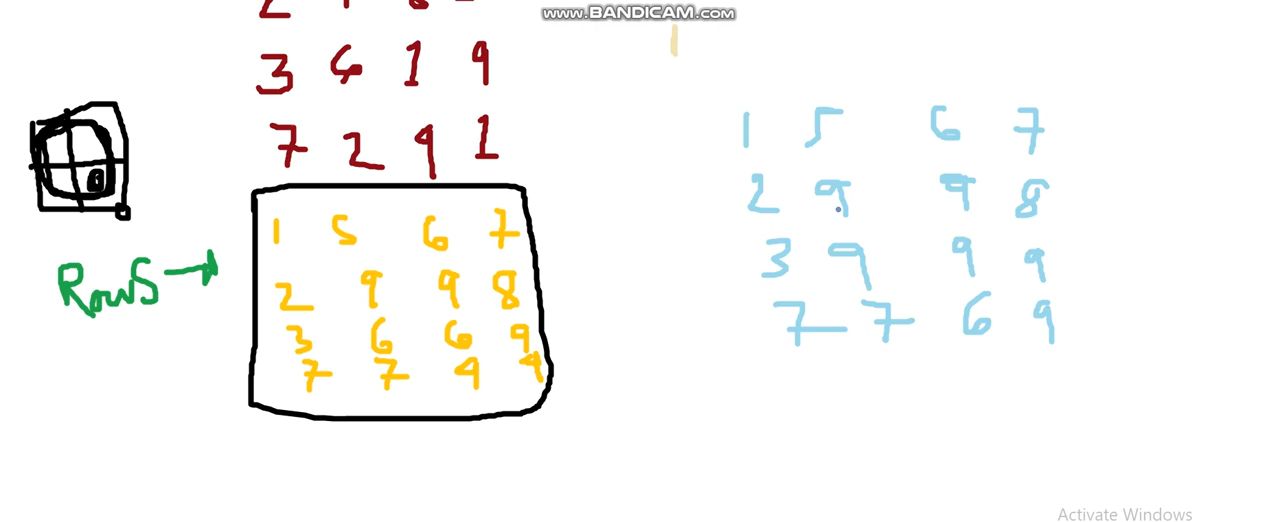 www.BANDICAM.com
3 6 1 9
7 2 9 1
1 5 6 7
2 9 9 8
3 6 6 9
7 7 9 9
Rows
1 5 6 7
2 9 9 8
3 9 9 9
7 7 6 9
Activate Windows